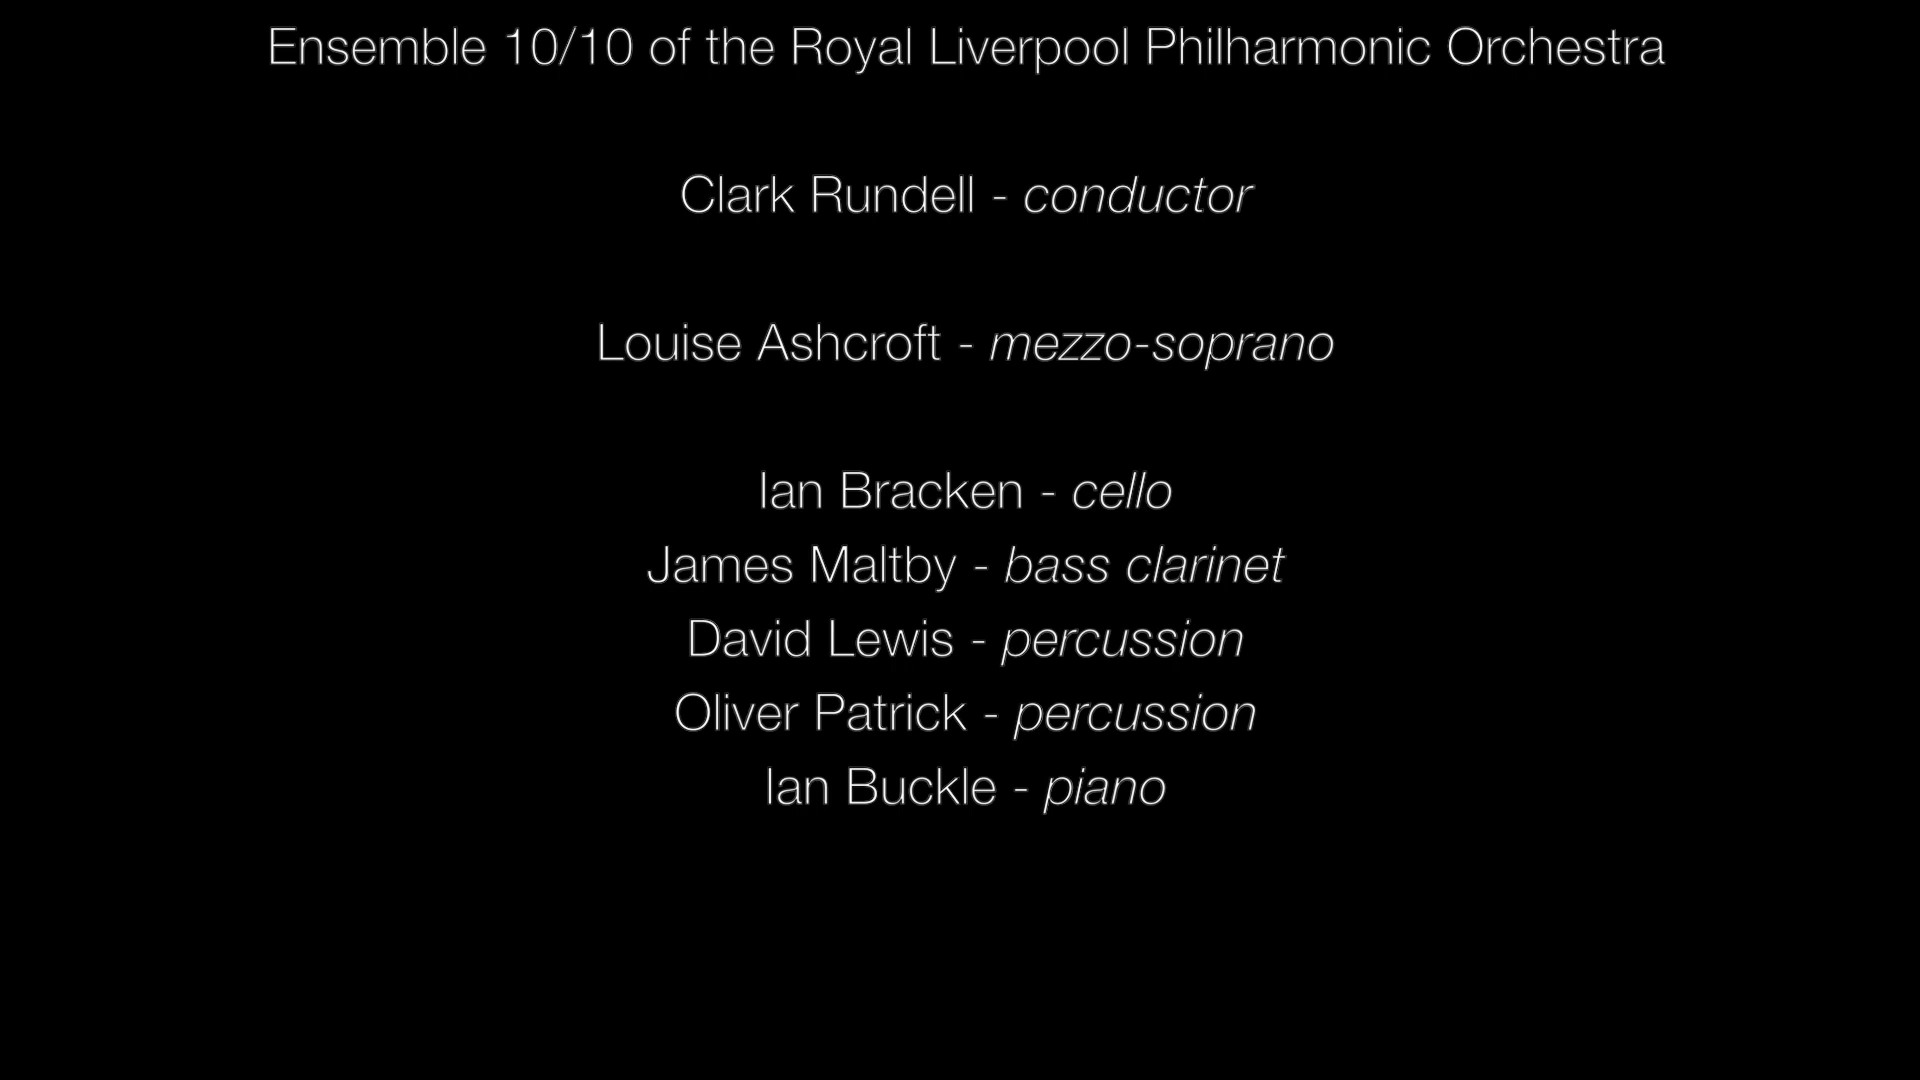 Ensemble 10/10 of the Royal Liverpool Philharmonic Orchestra
Clark Rundell - conductor
Louise Ashcroft - mezzo-soprano
Ian Bracken - cello
James Maltby - bass clarinet
David Lewis - percussion
Oliver Patrick - percussion
Ian Buckle - piano